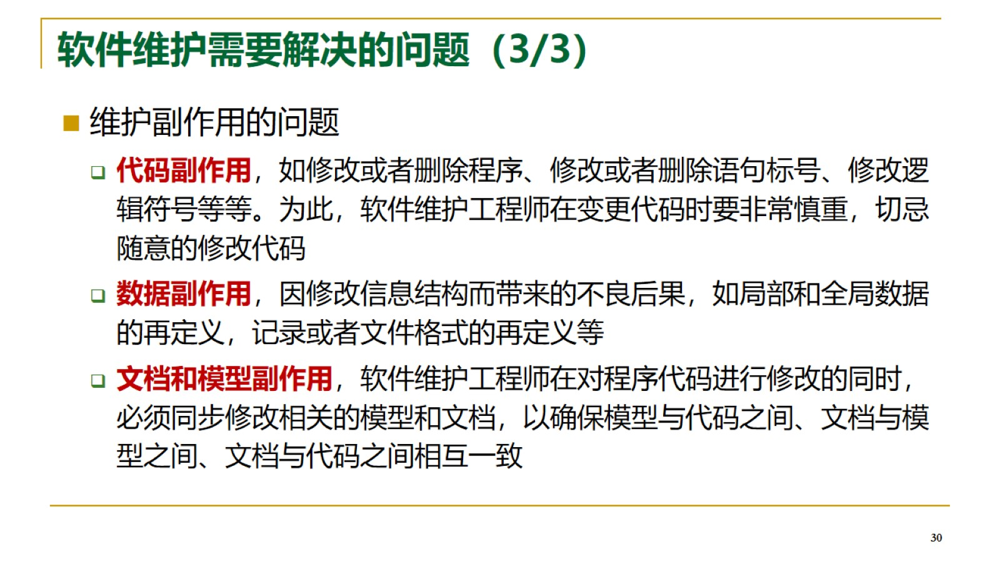 软件维护需要解决的问题（3/3）
维护副作用的问题
代码副作用，如修改或者删除程序、修改或者删除语句标号、修改逻
辑符号等等。为此，软件维护工程师在变更代码时要非常慎重，切忌
随意的修改代码
数据副作用，因修改信息结构而带来的不良后果，如局部和全局数据
的再定义，记录或者文件格式的再定义等
文档和模型副作用，软件维护工程师在对程序代码进行修改的同时，
必须同步修改相关的模型和文档，以确保模型与代码之间、文档与模
型之间、文档与代码之间相互一致
30